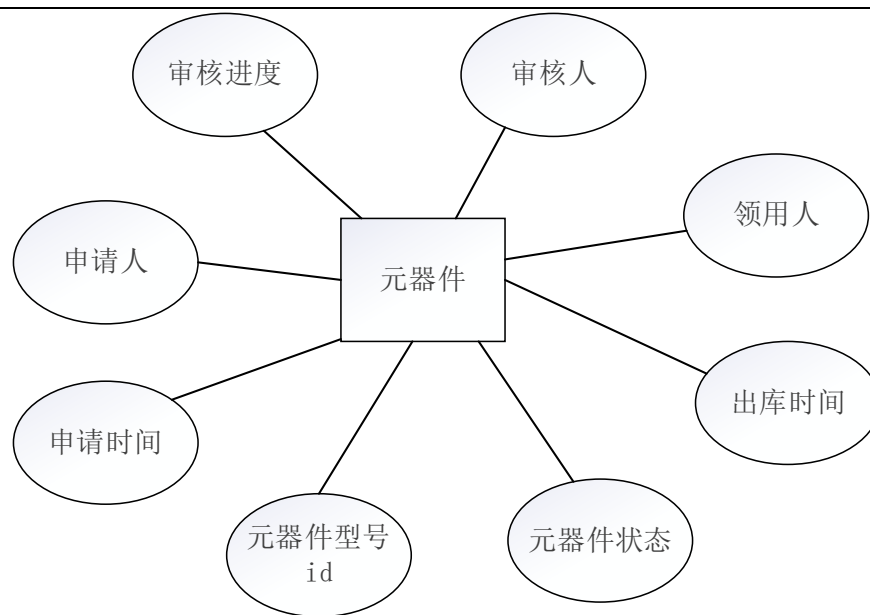 审核进度
审核人
领用人
申请人
元器件
出库时间
申请时间
元器件型号
id
元器件状态